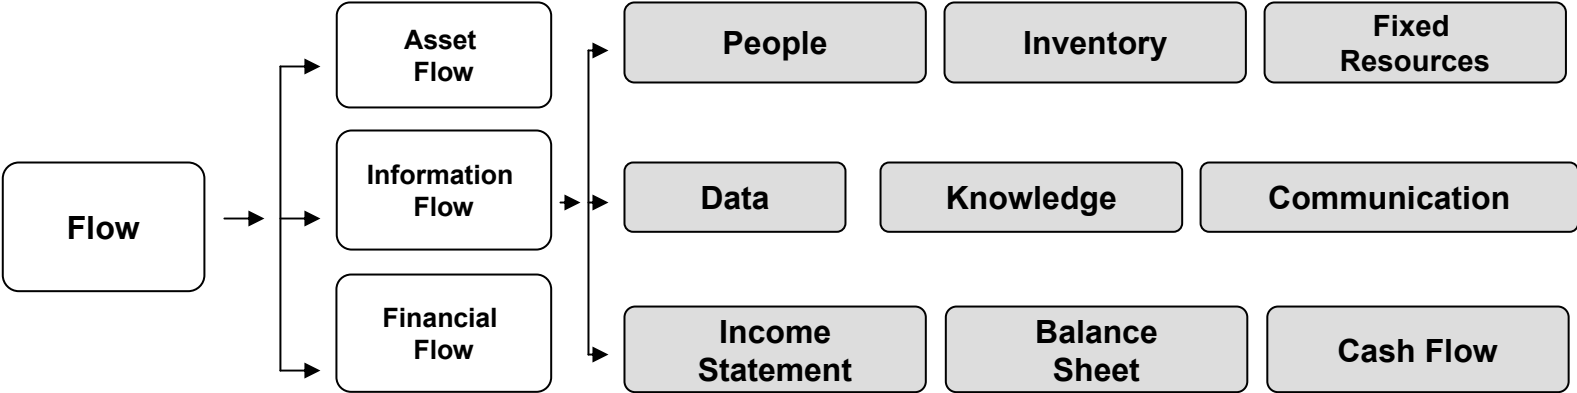 Flow
Asset
Flow
Information
Flow
Financial
Flow
People
Inventory
Fixed
Resources
Data
Knowledge
Communication
Income
Statement
Balance
Sheet
Cash Flow